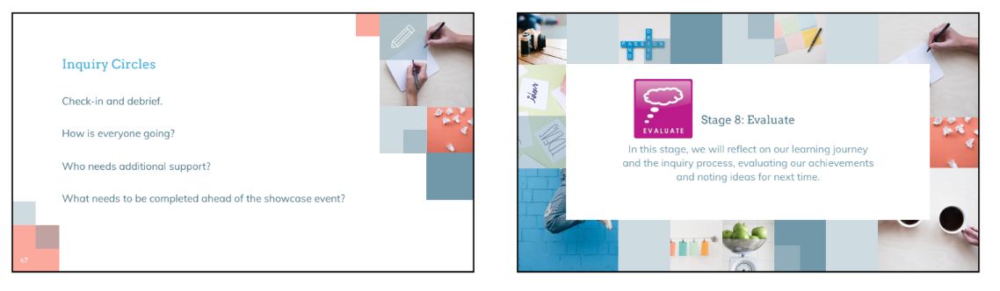 Inquiry Circles
Check-in and debrief.
How is everyone going?
Who needs additional support?
What needs to be completed ahead of the showcase event?
47
PASSION
DRIVE
AND
ideas
EVALUATE
Stage 8: Evaluate
In this stage, we will reflect on our learning journey
and the inquiry process, evaluating our achievements
and noting ideas for next time.